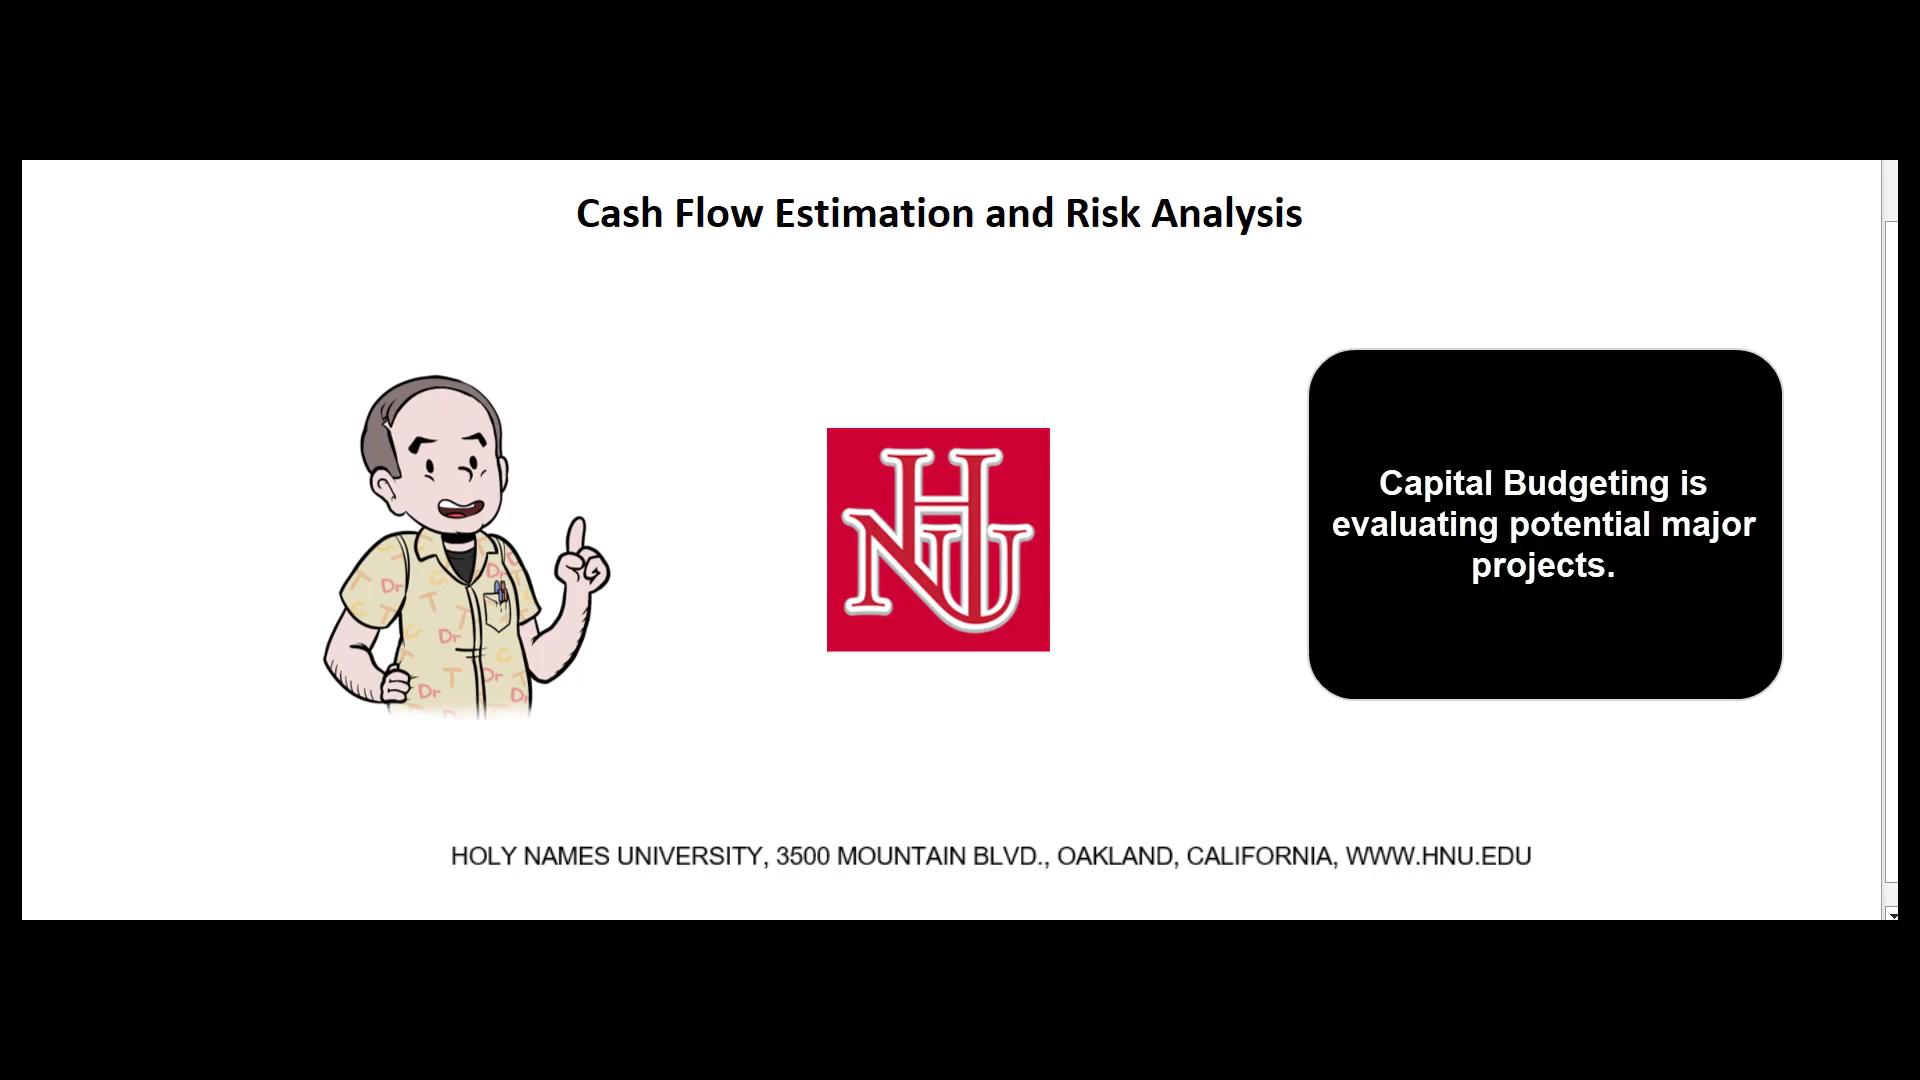 Cash Flow Estimation and Risk Analysis
HNU
Capital Budgeting is
evaluating potential major
projects.
HOLY NAMES UNIVERSITY, 3500 MOUNTAIN BLVD., OAKLAND, CALIFORNIA, WWW.HNU.EDU